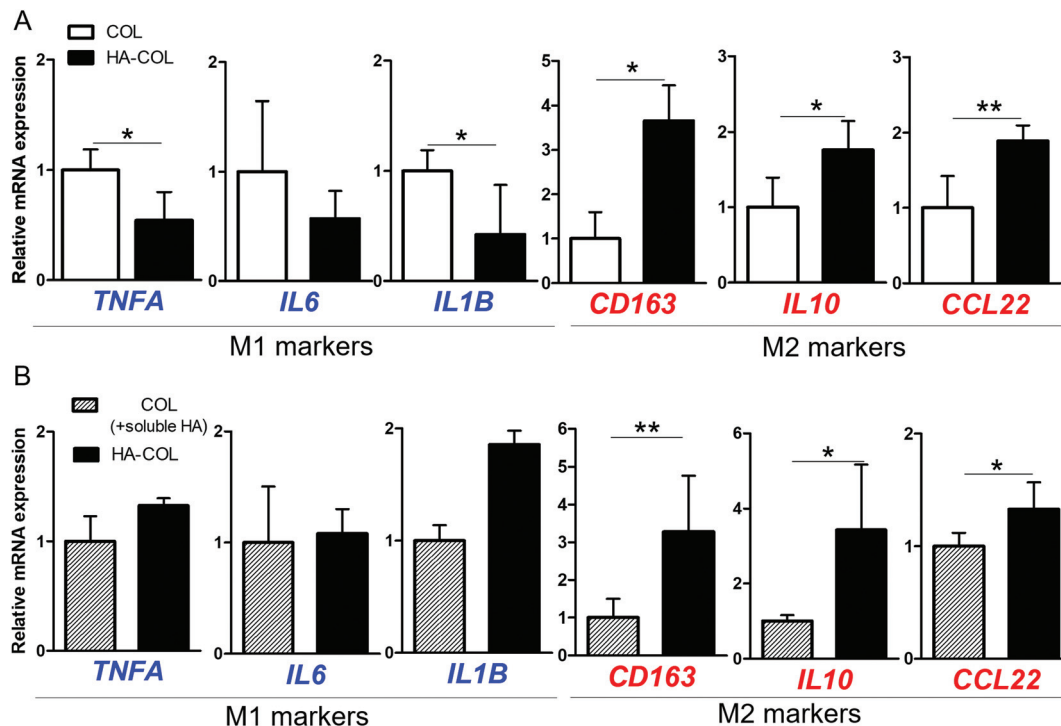 A
COL
HA-COL
Relative mRNA expression
2
1
0
*
TNFA
2
1
0
IL6
2
1
0
*
IL1B
5
4
3
2
1
0
*
CD163
3
2
1
0
*
IL10
3
2
1
0
**
CCL22
M1 markers
M2 markers
B
COL
(+soluble HA)
HA-COL
Relative mRNA expression
2
1
0
TNFA
2
1
0
IL6
2
1
0
IL1B
6
5
4
3
2
1
0
**
CD163
6
4
2
0
*
IL10
2
1
0
*
CCL22
M1 markers
M2 markers